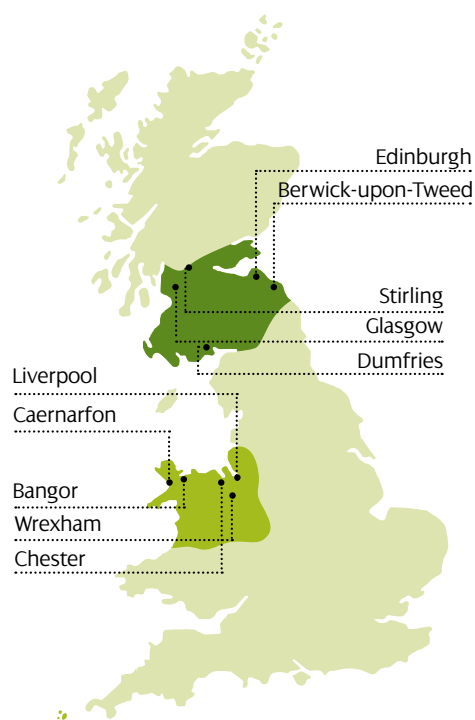 Edinburgh
Berwick-upon-Tweed
Stirling
Glasgow
Dumfries
Liverpool
Caernarfon
Bangor
Wrexham
Chester